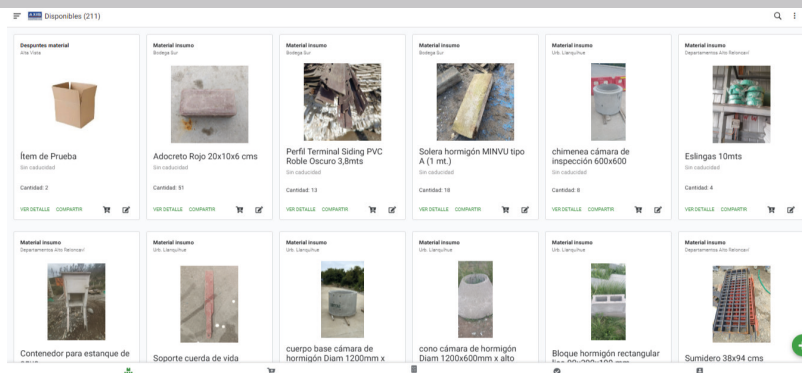 Disponibles (211)
Despuntes material
Alta Vista
Ítem de Prueba
Sin caducidad
Cantidad: 2
VER DETALLE COMPARTIR
Material insumo
Bodega Sur
Adocreto Rojo 20x10x6 cms
Sin caducidad
Cantidad: 51
VER DETALLE COMPARTIR
Material insumo
Bodega Sur
Perfil Terminal Siding PVC
Roble Oscuro 3,8mts
Sin caducidad
Cantidad: 13
VER DETALLE COMPARTIR
Material insumo
Bodega Sur
Solera hormigón MINVU tipo
A (1 mt.)
Sin caducidad
Cantidad: 18
VER DETALLE COMPARTIR
Material insumo
Urb. Llanquihue
chimenea cámara de
inspección 600x600
Sin caducidad
Cantidad: 8
VER DETALLE COMPARTIR
Material insumo
Departamentos Alto Reloncaví
Eslingas 10mts
Sin caducidad
Cantidad: 4
VER DETALLE COMPARTIR
Material insumo
Departamentos Alto Reloncaví
Contenedor para estanque de
Material insumo
Urb. Llanquihue
Soporte cuerda de vida
Material insumo
Urb. Llanquihue
cuerpo base cámara de
hormigón Diam 1200mm x
Material insumo
Urb. Llanquihue
cono cámara de hormigón
Diam 1200x600mm x alto
Material insumo
Urb. Llanquihue
Bloque hormigón rectangular
Material insumo
Departamentos Alto Reloncaví
Sumidero 38x94 cms